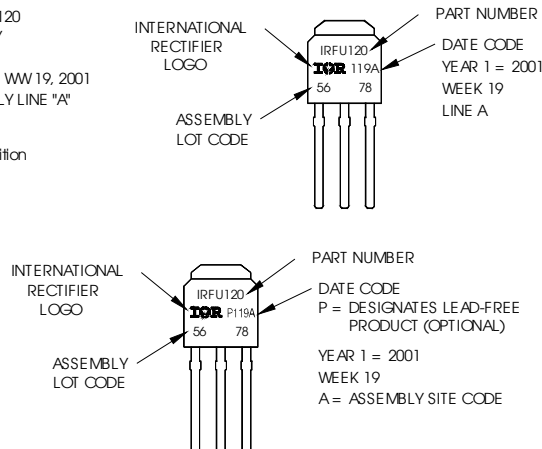 120
WW 19, 2001
LY LINE "A"
ition
INTERNATIONAL
RECTIFIER
LOGO
ASSEMBLY
LOT CODE
IRFU120
IOR 119A
56 78
PART NUMBER
DATE CODE
YEAR 1 = 2001
WEEK 19
LINE A
INTERNATIONAL
RECTIFIER
LOGO
ASSEMBLY
LOT CODE
IRFU120
IOR P119A
56 78
PART NUMBER
DATE CODE
P = DESIGNATES LEAD-FREE
PRODUCT (OPTIONAL)
YEAR 1 = 2001
WEEK 19
A = ASSEMBLY SITE CODE